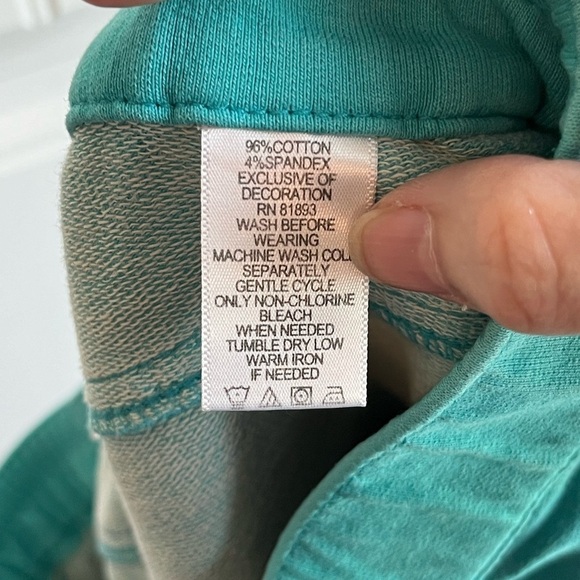 96%COTTON
4%SPANDEX
EXCLUSIVE OF
DECORATION
RN 81893
WASH BEFORE
WEARING
MACHINE WASH COL
SEPARATELY
GENTLE CYCLE
ONLY NON-CHLORINE
BLEACH
WHEN NEEDED
TUMBLE DRY LOW
WARM IRON
IF NEEDED